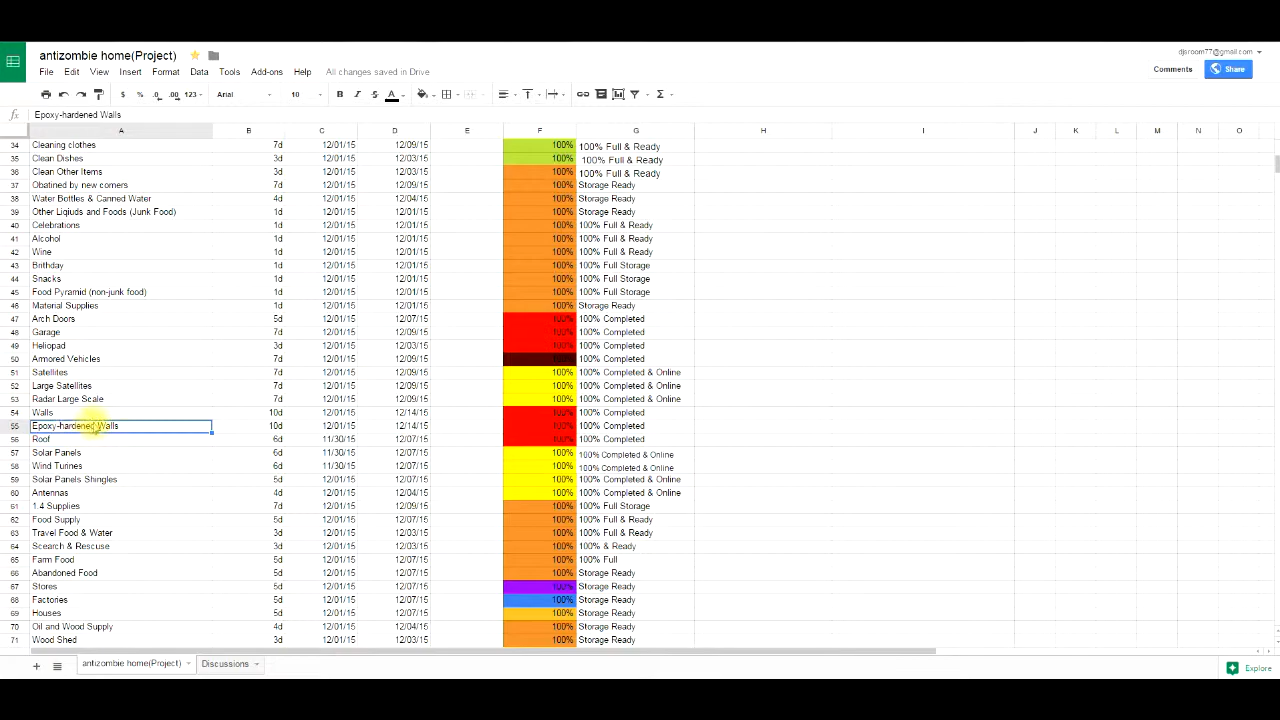 antizombie home(Project)
djsroom77@gmail.com
File Edit View Insert Format Data Tools Add-ons Help All changes saved in Drive
Comments Share
$ % .0 .00 123 Arial 10 B I S A Σ
fx Epoxy-hardened Walls
A B C D E F G H I J K L M N O
34 Cleaning clothes 7d 12/01/15 12/09/15 100% 100% Full & Ready
35 Clean Dishes 3d 12/01/15 12/03/15 100% 100% Full & Ready
36 Clean Other Items 3d 12/01/15 12/03/15 100% 100% Full & Ready
37 Obatined by new comers 7d 12/01/15 12/09/15 100% Storage Ready
38 Water Bottles & Canned Water 4d 12/01/15 12/04/15 100% Storage Ready
39 Other Liqiuds and Foods (Junk Food) 1d 12/01/15 12/01/15 100% Storage Ready
40 Celebrations 1d 12/01/15 12/01/15 100% 100% Full & Ready
41 Alcohol 1d 12/01/15 12/01/15 100% 100% Full & Ready
42 Wine 1d 12/01/15 12/01/15 100% 100% Full & Ready
43 Brithday 1d 12/01/15 12/01/15 100% 100% Full Storage
44 Snacks 1d 12/01/15 12/01/15 100% 100% Full Storage
45 Food Pyramid (non-junk food) 1d 12/01/15 12/01/15 100% 100% Full Storage
46 Material Supplies 1d 12/01/15 12/01/15 100% Storage Ready
47 Arch Doors 5d 12/01/15 12/07/15 100% 100% Completed
48 Garage 7d 12/01/15 12/09/15 100% 100% Completed
49 Heliopad 3d 12/01/15 12/03/15 100% 100% Completed
50 Armored Vehicles 7d 12/01/15 12/09/15 100% 100% Completed
51 Satellites 7d 12/01/15 12/09/15 100% 100% Completed & Online
52 Large Satellites 7d 12/01/15 12/09/15 100% 100% Completed & Online
53 Radar Large Scale 7d 12/01/15 12/09/15 100% 100% Completed & Online
54 Walls 10d 12/01/15 12/14/15 100% 100% Completed
55 Epoxy-hardened Walls 10d 12/01/15 12/14/15 100% 100% Completed
56 Roof 6d 11/30/15 12/07/15 100% 100% Completed
57 Solar Panels 6d 11/30/15 12/07/15 100% 100% Completed & Online
58 Wind Turines 6d 11/30/15 12/07/15 100% 100% Completed & Online
59 Solar Panels Shingles 5d 12/01/15 12/07/15 100% 100% Completed & Online
60 Antennas 4d 12/01/15 12/04/15 100% 100% Completed & Online
61 1.4 Supplies 7d 12/01/15 12/09/15 100% 100% Full Storage
62 Food Supply 5d 12/01/15 12/07/15 100% 100% Full & Ready
63 Travel Food & Water 3d 12/01/15 12/07/15 100% 100% Full & Ready
64 Scearch & Rescuse 3d 12/01/15 12/07/15 100% 100% & Ready
65 Farm Food 5d 12/01/15 12/07/15 100% 100% Full
66 Abandoned Food 5d 12/01/15 12/07/15 100% Storage Ready
67 Stores 5d 12/01/15 12/07/15 100% Storage Ready
68 Factories 5d 12/01/15 12/07/15 100% Storage Ready
69 Houses 5d 12/01/15 12/07/15 100% Storage Ready
70 Oil and Wood Supply 4d 12/01/15 12/04/15 100% Storage Ready
71 Wood Shed 3d 12/01/15 12/03/15 100% Storage Ready
antizombie home(Project) Discussions Explore